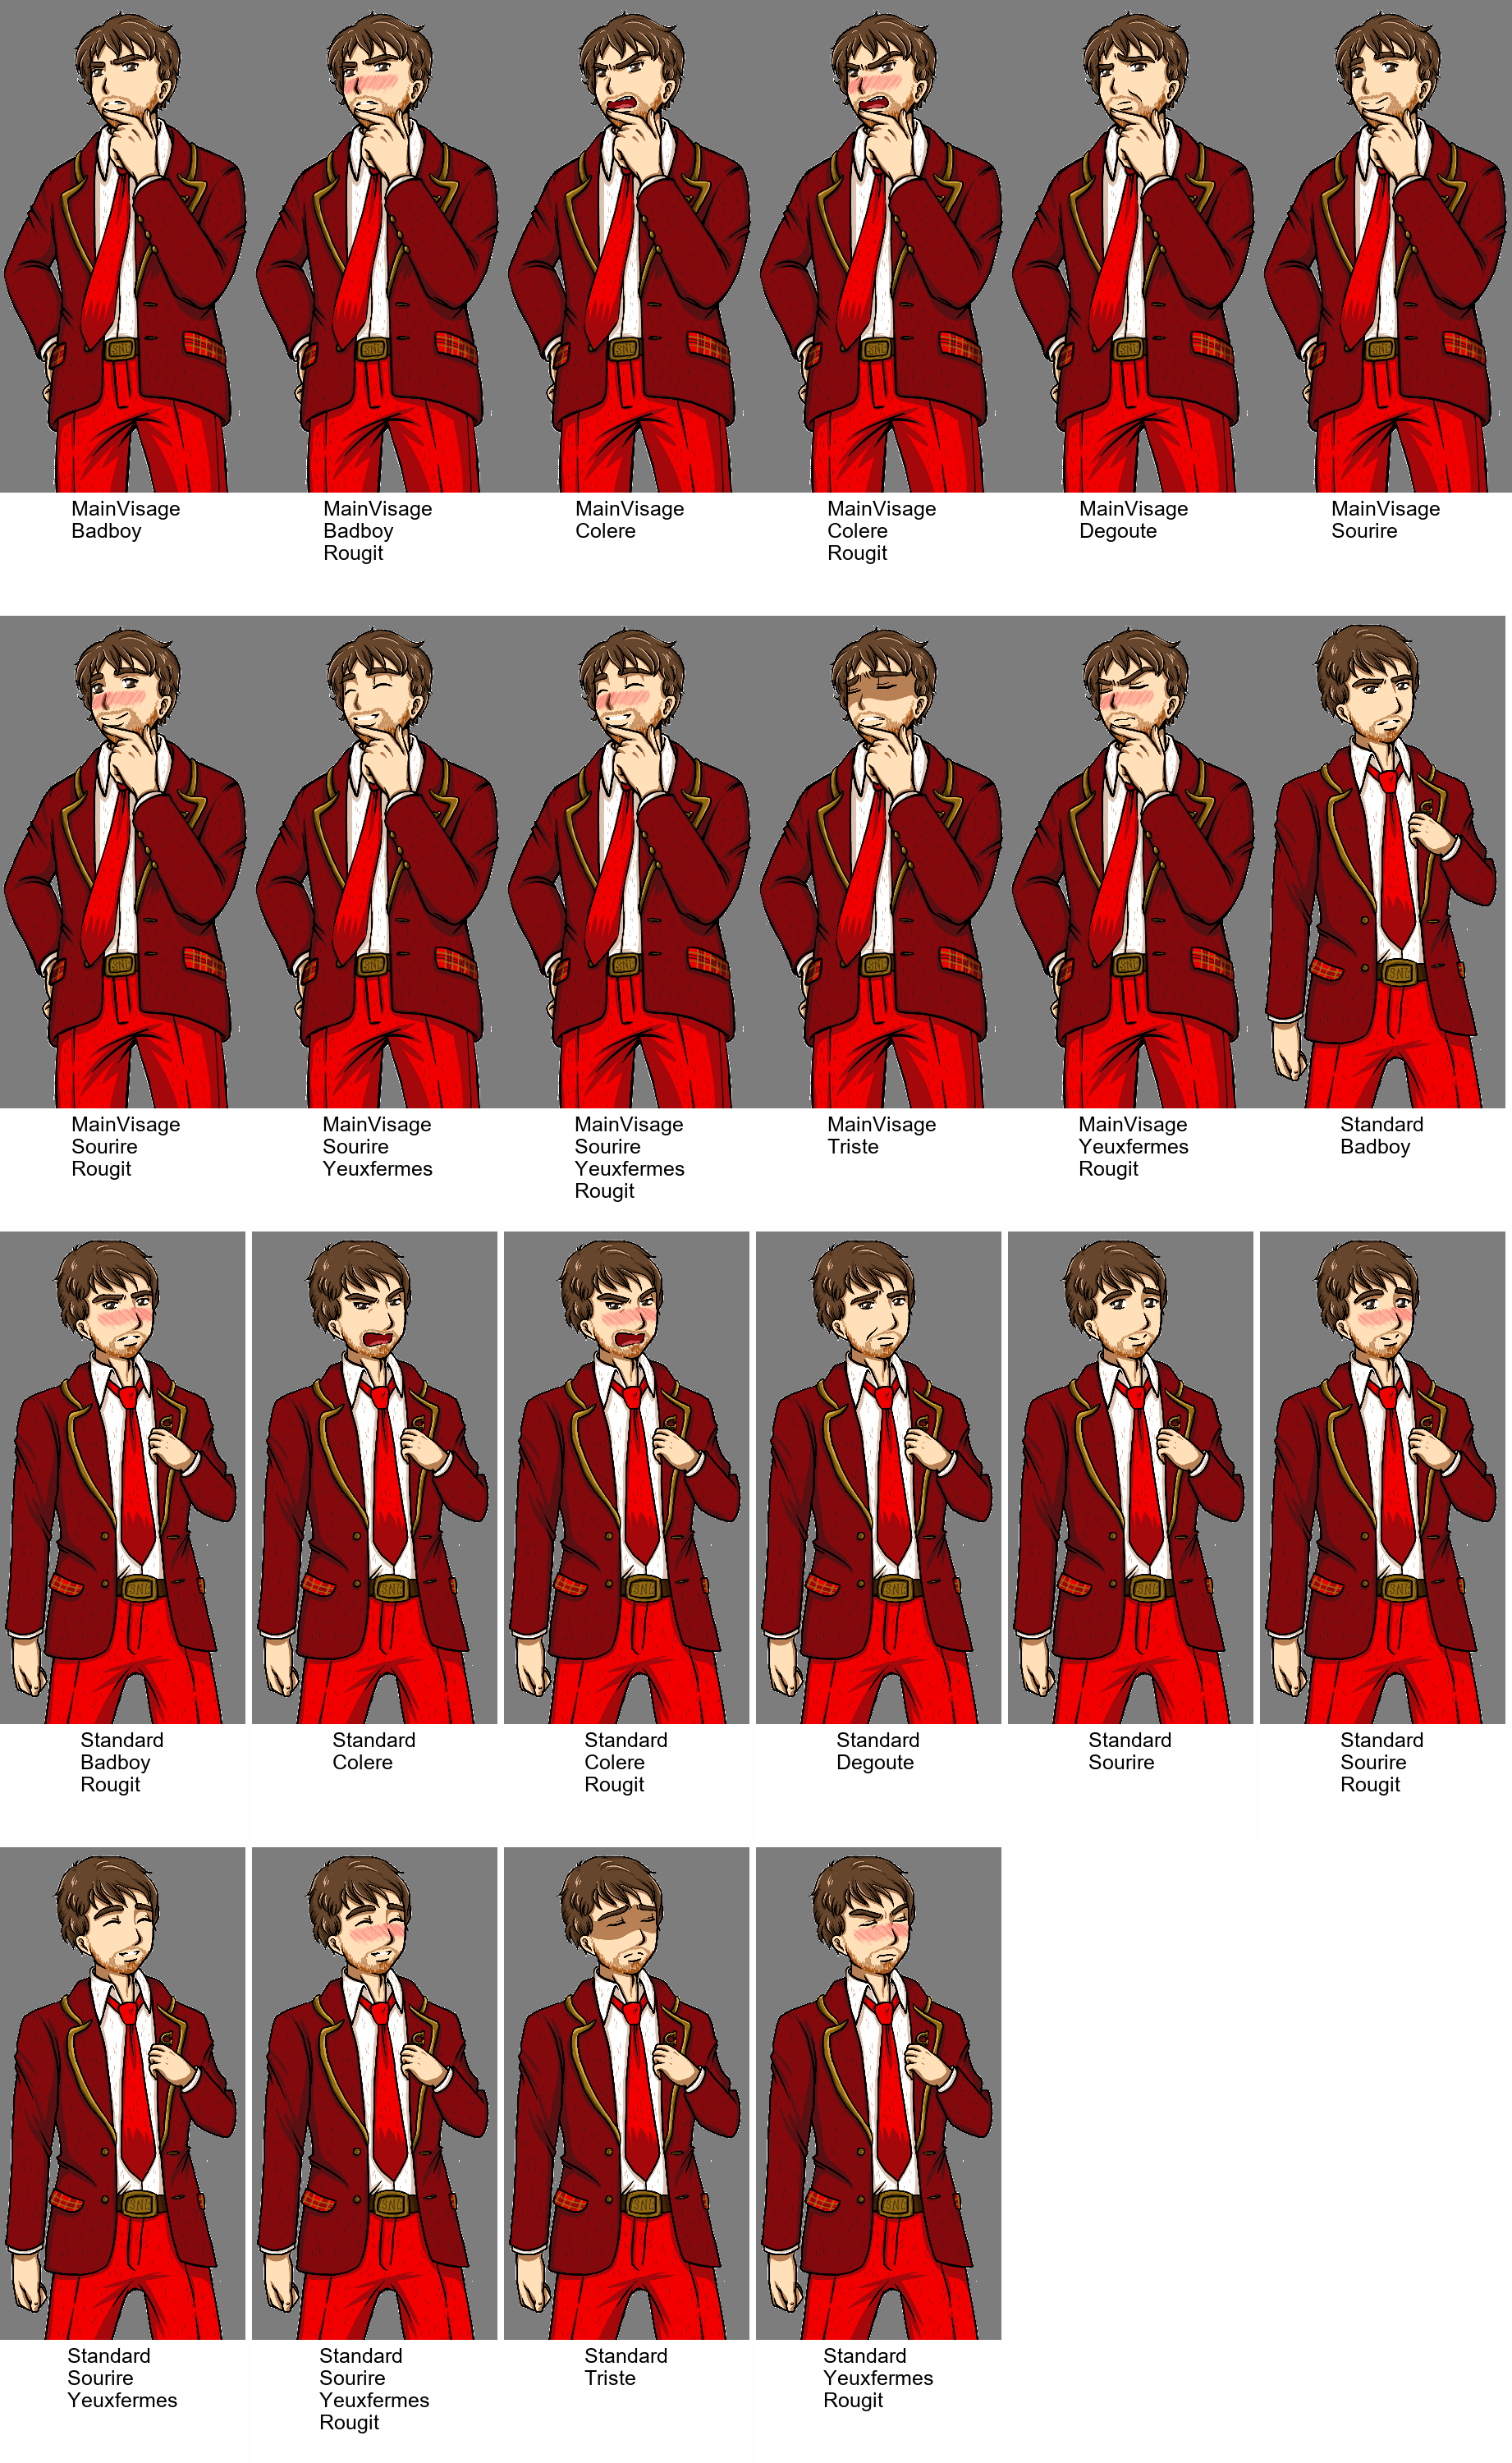 MainVisage
Badboy
MainVisage
Badboy
Rougit
MainVisage
Colere
MainVisage
Colere
Rougit
MainVisage
Degoute
MainVisage
Sourire
MainVisage
Sourire
Rougit
MainVisage
Sourire
Yeuxfermes
MainVisage
Sourire
Yeuxfermes
Rougit
MainVisage
Triste
MainVisage
Yeuxfermes
Rougit
Standard
Badboy
Standard
Badboy
Rougit
Standard
Colere
Standard
Colere
Rougit
Standard
Degoute
Standard
Sourire
Standard
Sourire
Rougit
Standard
Sourire
Yeuxfermes
Standard
Sourire
Yeuxfermes
Rougit
Standard
Triste
Standard
Yeuxfermes
Rougit